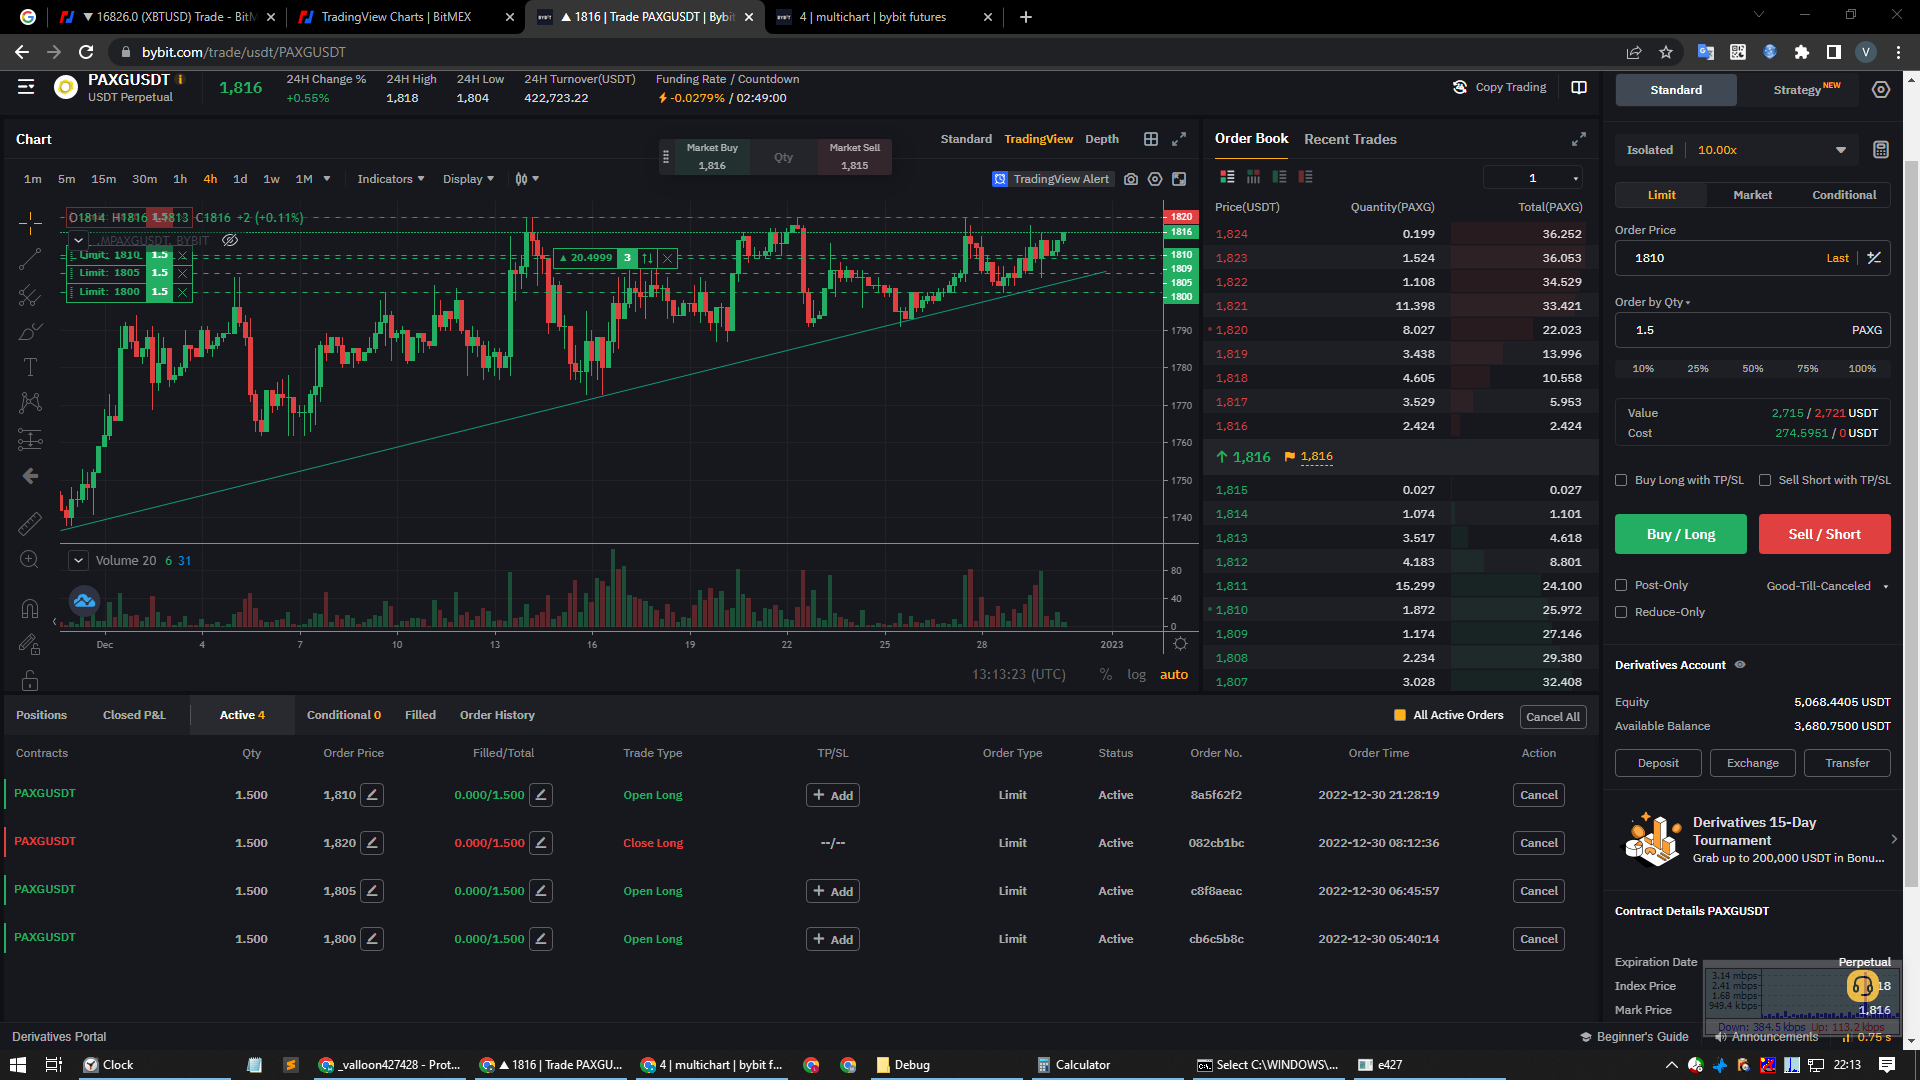 16826.0 (XBTUSD) Trade - BitM
TradingView Charts | BitMEX
▲ 1816 | Trade PAXGUSDT | Bybit
4 | multichart | bybit futures
bybit.com/trade/usdt/PAXGUSDT
PAXGUSDT
USDT Perpetual
1,816
24H Change %
+0.55%
24H High
1,818
24H Low
1,804
24H Turnover(USDT)
422,723.22
Funding Rate / Countdown
-0.0279% / 02:49:00
Copy Trading
Standard
Strategy NEW
Chart
Market Buy
1,816
Qty
Market Sell
1,815
Standard
TradingView
Depth
1m 5m 15m 30m 1h 4h 1d 1w 1M
Indicators
Display
TradingView Alert
O1814 H1816 L1813 C1816 +2 (+0.11%)
Limit: 1810 1.5
Limit: 1805 1.5
Limit: 1800 1.5
20.4999 3
1820
1816
1810
1809
1805
1800
1790
1780
1770
1760
1750
1740
Volume 20 6 31
80
40
0
Dec 4 7 10 13 16 19 22 25 28 2023
13:13:23 (UTC) % log auto
Order Book
Recent Trades
1
Price(USDT) Quantity(PAXG) Total(PAXG)
1,824 0.199 36.252
1,823 1.524 36.053
1,822 1.108 34.529
1,821 11.398 33.421
1,820 8.027 22.023
1,819 3.438 13.996
1,818 4.605 10.558
1,817 3.529 5.953
1,816 2.424 2.424
1,816 1,816
1,815 0.027 0.027
1,814 1.074 1.101
1,813 3.517 4.618
1,812 4.183 8.801
1,811 15.299 24.100
1,810 1.872 25.972
1,809 1.174 27.146
1,808 2.234 29.380
1,807 3.028 32.408
Isolated 10.00x
Limit Market Conditional
Order Price
1810 Last
Order by Qty
1.5 PAXG
10% 25% 50% 75% 100%
Value 2,715 / 2,721 USDT
Cost 274.5951 / 0 USDT
Buy Long with TP/SL
Sell Short with TP/SL
Buy / Long
Sell / Short
Post-Only
Good-Till-Canceled
Reduce-Only
Derivatives Account
Equity 5,068.4405 USDT
Available Balance 3,680.7500 USDT
Deposit Exchange Transfer
Derivatives 15-Day
Tournament
Grab up to 200,000 USDT in Bonu...
Contract Details PAXGUSDT
Expiration Date Perpetual
Index Price
Mark Price 1,816
3.14 mbps
2.41 mbps
1.68 mbps
949.4 kbps
Down: 384.5 kbps Up: 113.2 kbps
Positions
Closed P&L
Active 4
Conditional 0
Filled
Order History
All Active Orders
Cancel All
Contracts Qty Order Price Filled/Total Trade Type TP/SL Order Type Status Order No. Order Time Action
PAXGUSDT 1.500 1,810 0.000/1.500 Open Long + Add Limit Active 8a5f62f2 2022-12-30 21:28:19 Cancel
PAXGUSDT 1.500 1,820 0.000/1.500 Close Long --/-- Limit Active 082cb1bc 2022-12-30 08:12:36 Cancel
PAXGUSDT 1.500 1,805 0.000/1.500 Open Long + Add Limit Active c8f8aeac 2022-12-30 06:45:57 Cancel
PAXGUSDT 1.500 1,800 0.000/1.500 Open Long + Add Limit Active cb6c5b8c 2022-12-30 05:40:14 Cancel
Derivatives Portal
Beginner's Guide
Announcements
0.75 s
Clock
_valloon427428 - Prot...
▲ 1816 | Trade PAXGU...
4 | multichart | bybit f...
Debug
Calculator
Select C:\WINDOWS\...
e427
22:13